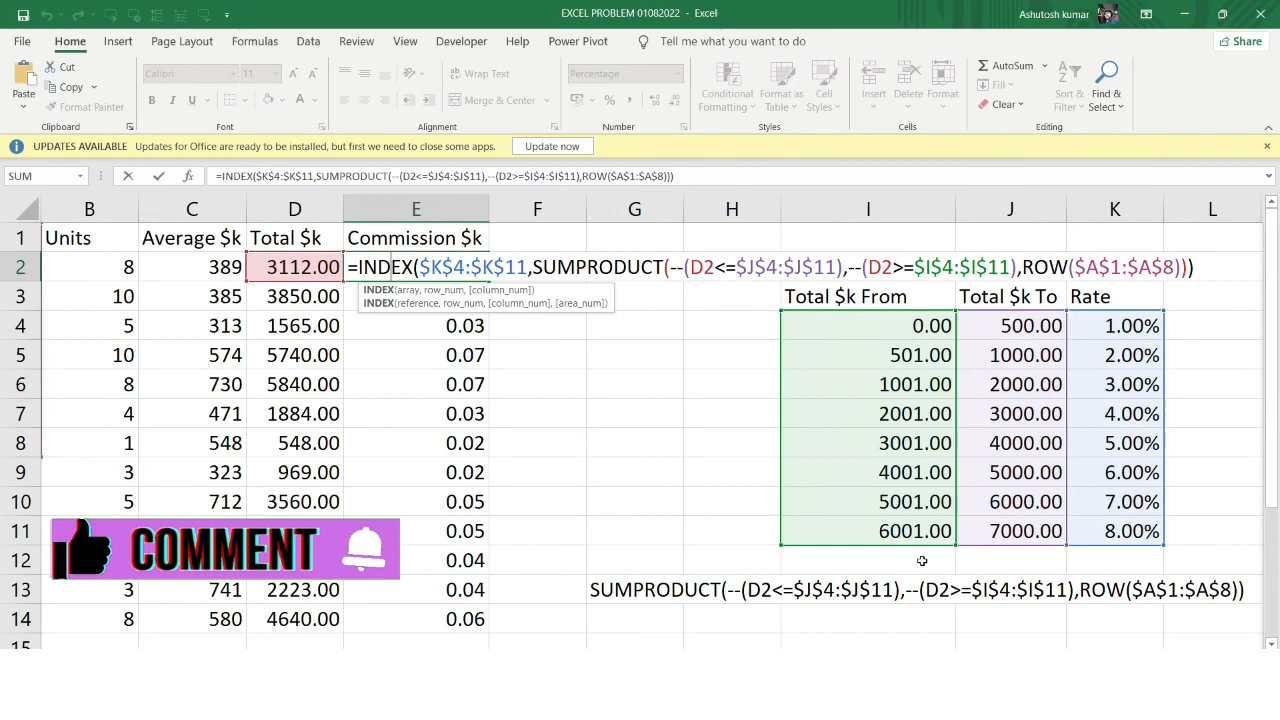 EXCEL PROBLEM 01082022 - Excel
Ashutosh kumar
File Home Insert Page Layout Formulas Data Review View Developer Help Power Pivot Tell me what you want to do Share
Paste
Cut
Copy
Format Painter
Clipboard
Calibri 11
B I U
Font
Wrap Text
Merge & Center
Alignment
Percentage
Number
Conditional Formatting
Format as Table
Cell Styles
Styles
Insert Delete Format
Cells
AutoSum
Fill
Clear
Sort & Filter
Find & Select
Editing
UPDATES AVAILABLE Updates for Office are ready to be installed, but first we need to close some apps. Update now
SUM =INDEX($K$4:$K$11,SUMPRODUCT(--(D2<=$J$4:$J$11),--(D2>=$I$4:$I$11),ROW($A$1:$A$8)))
B C D E F G H I J K L
1 Units Average $k Total $k Commission $k
2 8 389 3112.00 =INDEX($K$4:$K$11,SUMPRODUCT(--(D2<=$J$4:$J$11),--(D2>=$I$4:$I$11),ROW($A$1:$A$8)))
INDEX(array, row_num, [column_num])
INDEX(reference, row_num, [column_num], [area_num])
3 10 385 3850.00 Total $k From Total $k To Rate
4 5 313 1565.00 0.03 0.00 500.00 1.00%
5 10 574 5740.00 0.07 501.00 1000.00 2.00%
6 8 730 5840.00 0.07 1001.00 2000.00 3.00%
7 4 471 1884.00 0.03 2001.00 3000.00 4.00%
8 1 548 548.00 0.02 3001.00 4000.00 5.00%
9 3 323 969.00 0.02 4001.00 5000.00 6.00%
10 5 712 3560.00 0.05 5001.00 6000.00 7.00%
11 0.05 6001.00 7000.00 8.00%
COMMENT
12 0.04
13 3 741 2223.00 0.04 SUMPRODUCT(--(D2<=$J$4:$J$11),--(D2>=$I$4:$I$11),ROW($A$1:$A$8))
14 8 580 4640.00 0.06
15